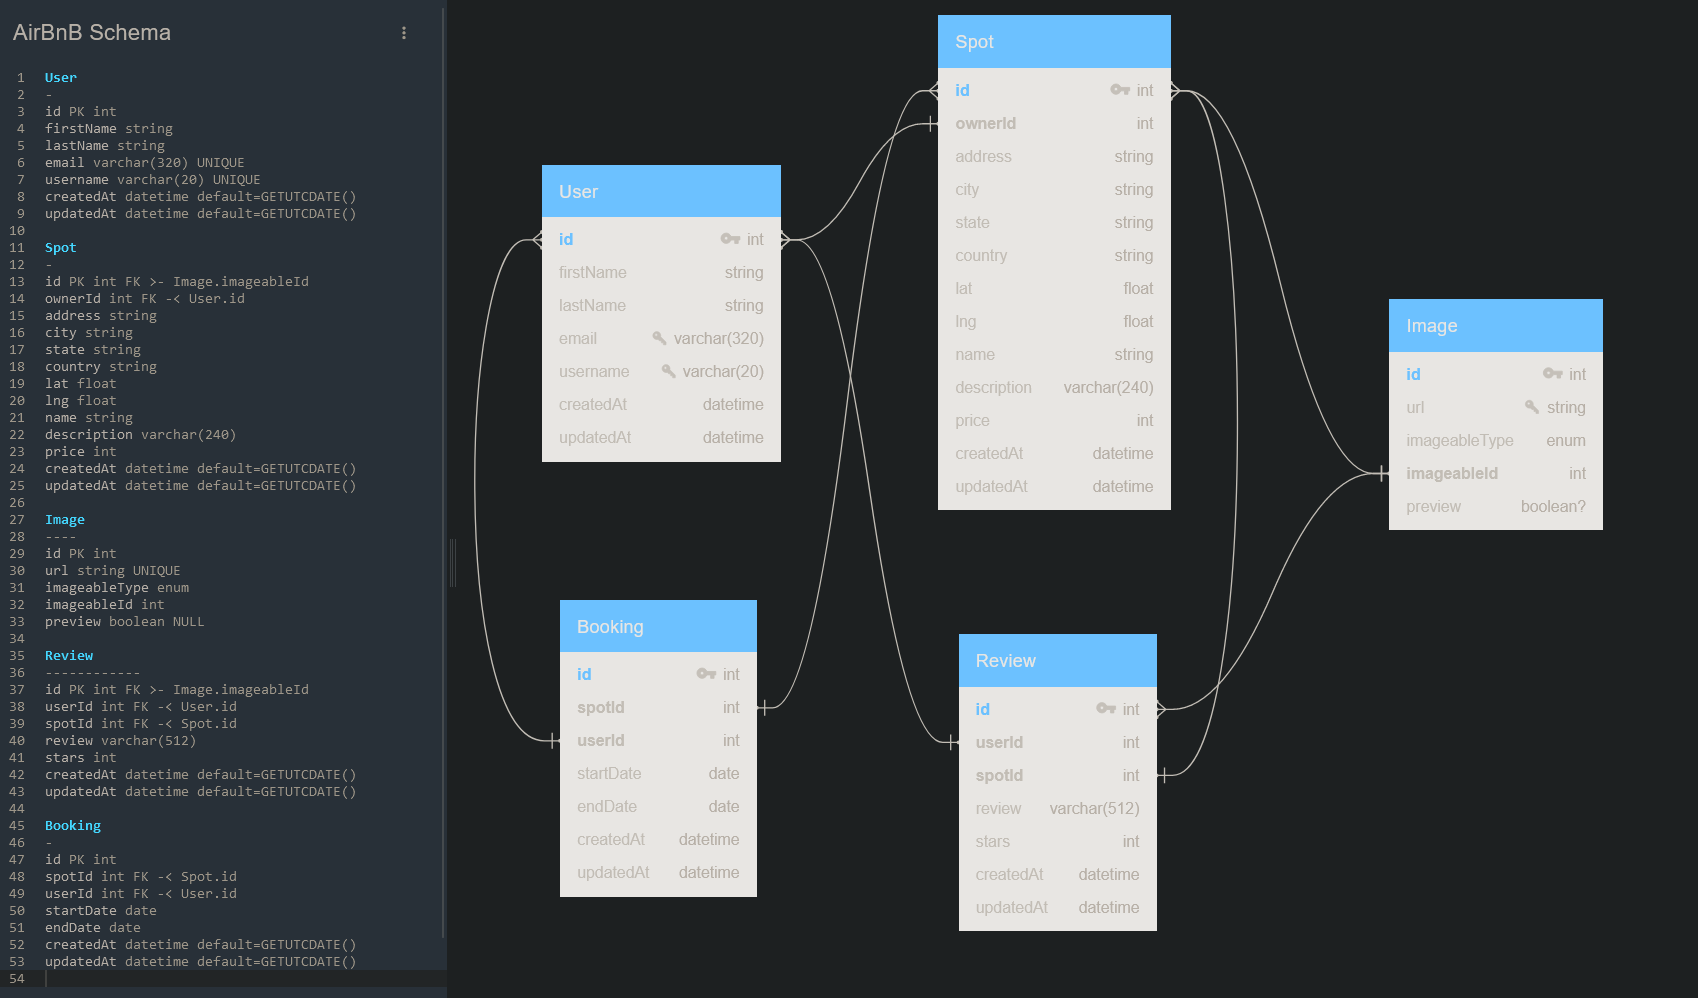 AirBnB Schema
1 User
2 -
3 id PK int
4 firstName string
5 lastName string
6 email varchar(320) UNIQUE
7 username varchar(20) UNIQUE
8 createdAt datetime default=GETUTCDATE()
9 updatedAt datetime default=GETUTCDATE()
10
11 Spot
12 -
13 id PK int FK >- Image.imageableId
14 ownerId int FK -< User.id
15 address string
16 city string
17 state string
18 country string
19 lat float
20 lng float
21 name string
22 description varchar(240)
23 price int
24 createdAt datetime default=GETUTCDATE()
25 updatedAt datetime default=GETUTCDATE()
26
27 Image
28 ----
29 id PK int
30 url string UNIQUE
31 imageableType enum
32 imageableId int
33 preview boolean NULL
34
35 Review
36 ------------
37 id PK int FK >- Image.imageableId
38 userId int FK -< User.id
39 spotId int FK -< Spot.id
40 review varchar(512)
41 stars int
42 createdAt datetime default=GETUTCDATE()
43 updatedAt datetime default=GETUTCDATE()
44
45 Booking
46 -
47 id PK int
48 spotId int FK -< Spot.id
49 userId int FK -< User.id
50 startDate date
51 endDate date
52 createdAt datetime default=GETUTCDATE()
53 updatedAt datetime default=GETUTCDATE()
54
User
id int
firstName string
lastName string
email varchar(320)
username varchar(20)
createdAt datetime
updatedAt datetime
Spot
id int
ownerId int
address string
city string
state string
country string
lat float
lng float
name string
description varchar(240)
price int
createdAt datetime
updatedAt datetime
Image
id int
url string
imageableType enum
imageableId int
preview boolean?
Booking
id int
spotId int
userId int
startDate date
endDate date
createdAt datetime
updatedAt datetime
Review
id int
userId int
spotId int
review varchar(512)
stars int
createdAt datetime
updatedAt datetime